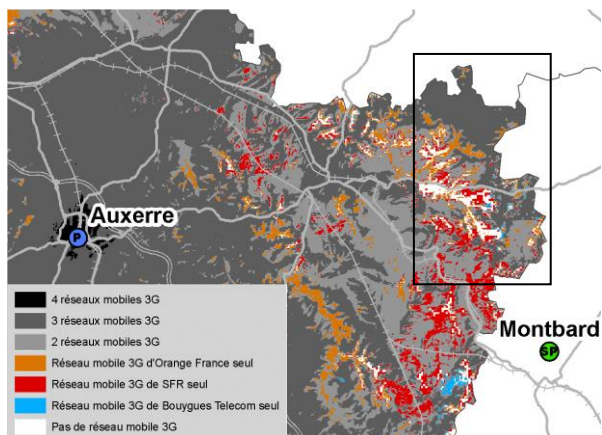 Auxerre
P
Montbard
SP
4 réseaux mobiles 3G
3 réseaux mobiles 3G
2 réseaux mobiles 3G
Réseau mobile 3G d'Orange France seul
Réseau mobile 3G de SFR seul
Réseau mobile 3G de Bouygues Telecom seul
Pas de réseau mobile 3G